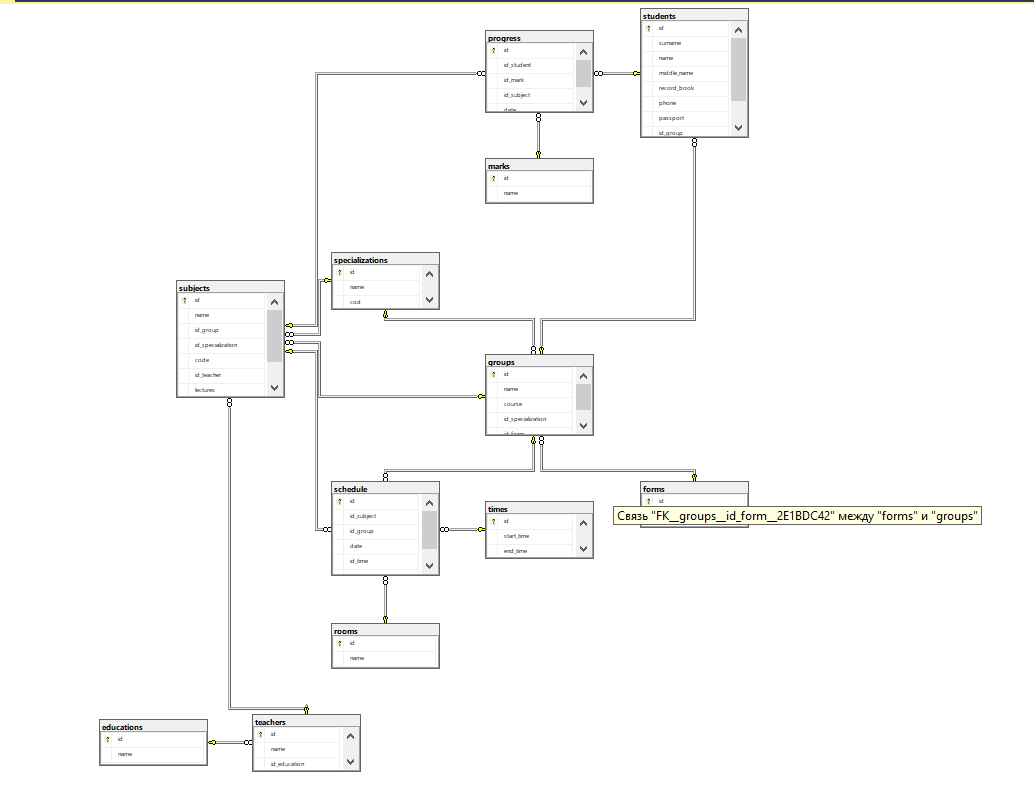 students
id
surname
name
middle_name
record_book
phone
passport
id_group
progress
id
id_student
id_mark
id_subject
date
marks
id
name
specializations
id
name
cod
subjects
id
name
id_group
id_specialization
code
id_teacher
lectures
groups
id
name
course
id_specialization
id_form
schedule
id
id_subject
id_group
date
id_time
times
id
start_time
end_time
forms
id
Связь "FK__groups__id_form__2E1BDC42" между "forms" и "groups"
rooms
id
name
educations
id
name
teachers
id
name
id_education